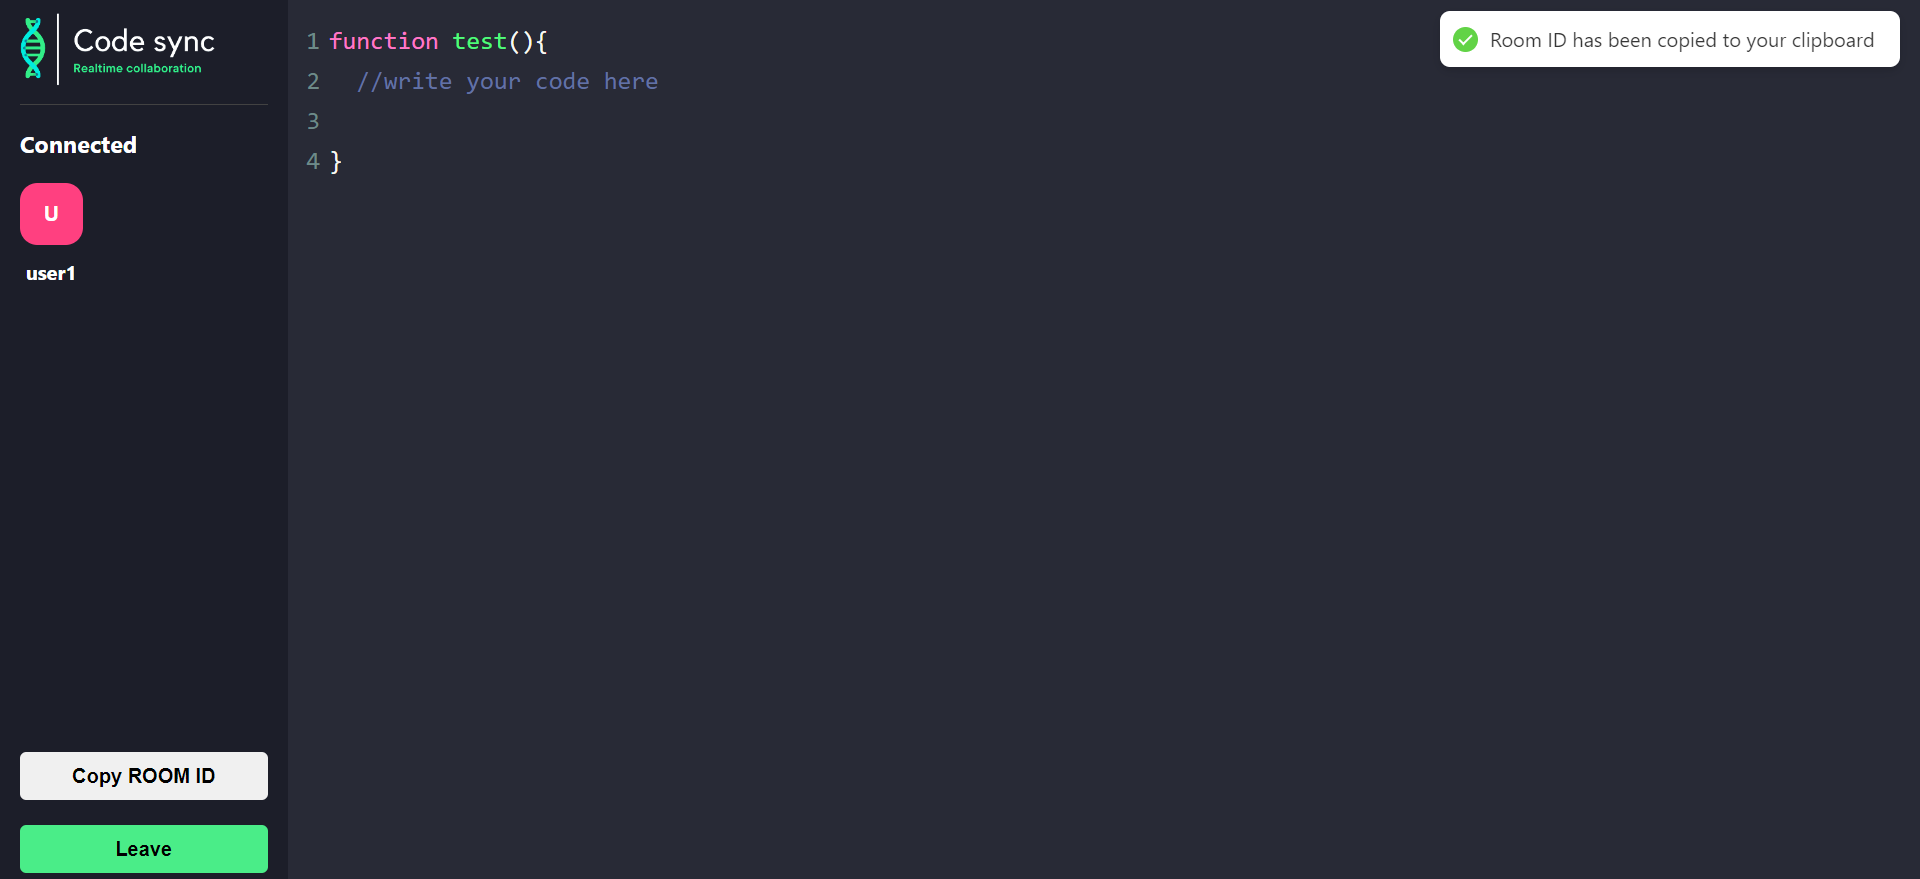 Code sync
Realtime collaboration
Connected
U
user1
Copy ROOM ID
Leave
1 function test(){
2   //write your code here
3
4 }
Room ID has been copied to your clipboard